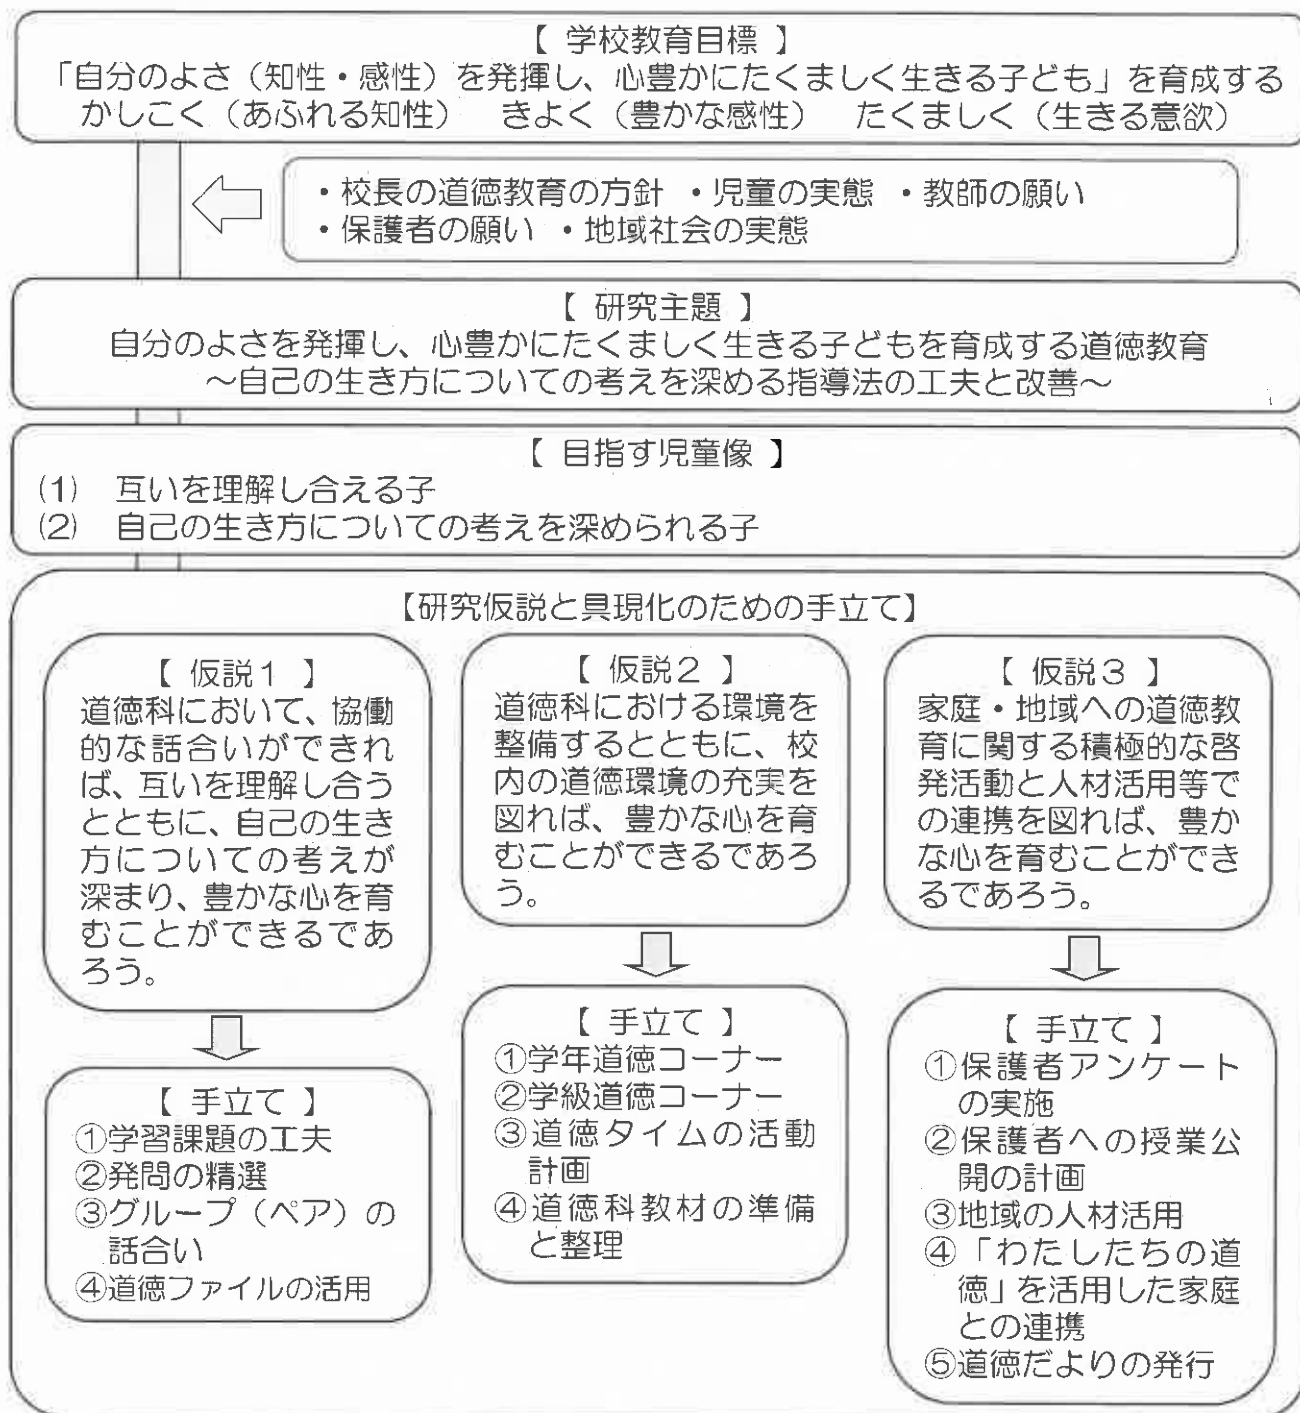 【 学校教育目標 】
「自分のよさ（知性・感性）を発揮し、心豊かにたくましく生きる子ども」を育成する
かしこく（あふれる知性）　きよく（豊かな感性）　たくましく（生きる意欲）
・校長の道徳教育の方針 ・児童の実態 ・教師の願い
・保護者の願い ・地域社会の実態
【 研究主題 】
自分のよさを発揮し、心豊かにたくましく生きる子どもを育成する道徳教育
～自己の生き方についての考えを深める指導法の工夫と改善～
【 目指す児童像 】
(1)　互いを理解し合える子
(2)　自己の生き方についての考えを深められる子
【研究仮説と具現化のための手立て】
【 仮説１ 】
道徳科において、協働
的な話合いができれ
ば、互いを理解し合う
とともに、自己の生き
方についての考えが
深まり、豊かな心を育
むことができるであ
ろう。
【 手立て 】
①学習課題の工夫
②発問の精選
③グループ（ペア）の
話合い
④道徳ファイルの活用
【 仮説２ 】
道徳科における環境を
整備するとともに、校
内の道徳環境の充実を
図れば、豊かな心を育
むことができるであろ
う。
【 手立て 】
①学年道徳コーナー
②学級道徳コーナー
③道徳タイムの活動
計画
④道徳科教材の準備
と整理
【 仮説３ 】
家庭・地域への道徳教
育に関する積極的な啓
発活動と人材活用等で
の連携を図れば、豊か
な心を育むことができ
るであろう。
【 手立て 】
①保護者アンケート
の実施
②保護者への授業公
開の計画
③地域の人材活用
④「わたしたちの道
徳」を活用した家庭
との連携
⑤道徳だよりの発行